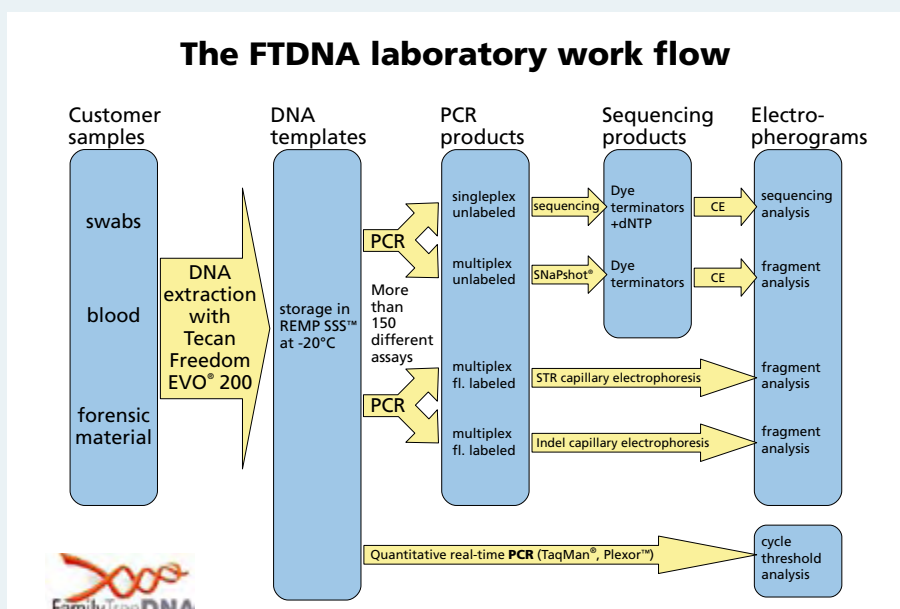 The FTDNA laboratory work flow
Customer
samples
DNA
templates
PCR
products
Sequencing
products
Electro-
pherograms
swabs
blood
forensic
material
DNA
extraction
with
Tecan
Freedom
EVO® 200
storage in
REMP SSS™
at -20°C
PCR
More
than
150
different
assays
PCR
singleplex
unlabeled
multiplex
unlabeled
multiplex
fl. labeled
multiplex
fl. labeled
sequencing
SNaPshot®
Dye
terminators
+dNTP
Dye
terminators
CE
CE
STR capillary electrophoresis
Indel capillary electrophoresis
sequencing
analysis
fragment
analysis
fragment
analysis
fragment
analysis
Quantitative real-time PCR (TaqMan®, Plexor™)
cycle
threshold
analysis
FamilyTreeDNA